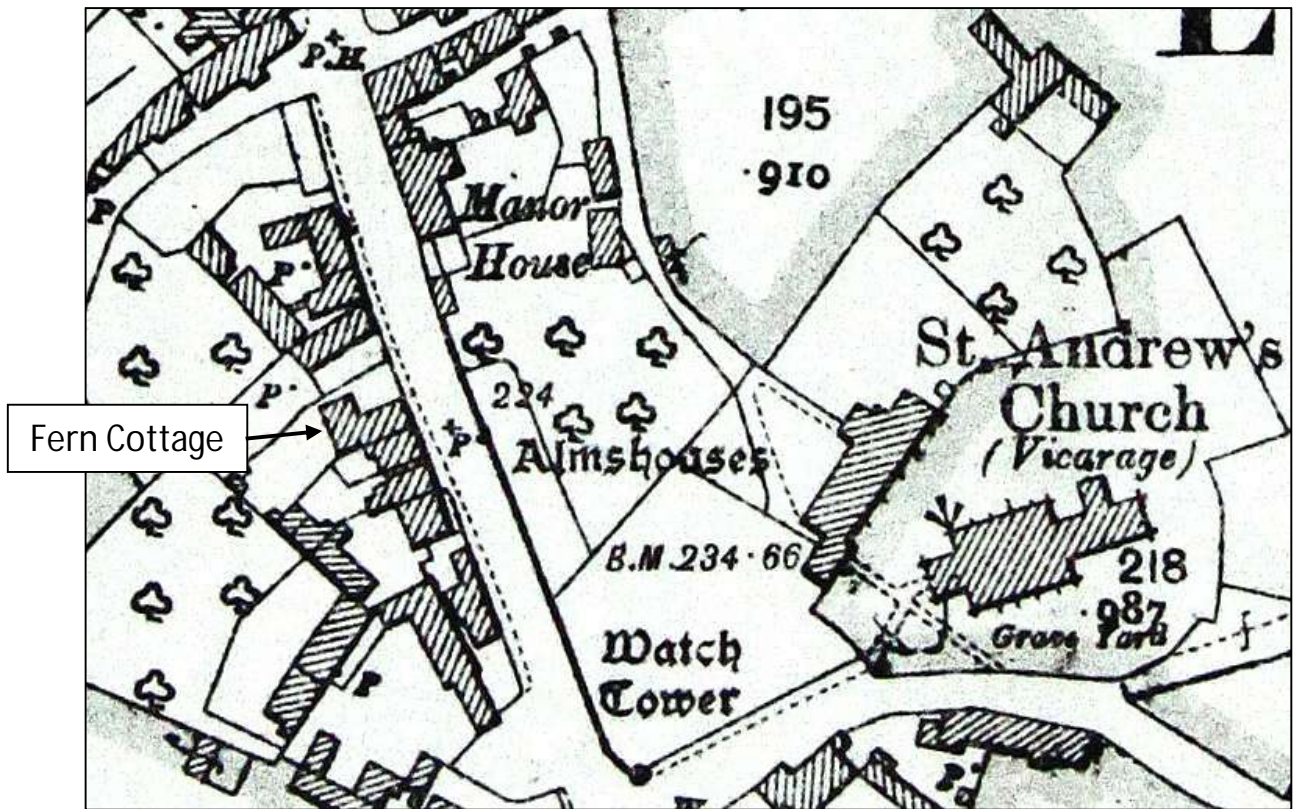 L
P.H.
195
·910
Manor
House
P
P
St. Andrew's
Church
(Vicarage)
224
P
P
Fern Cottage
Almshouses
B.M.234·66
218
·987
Grave Yard
Watch
Tower
P
P